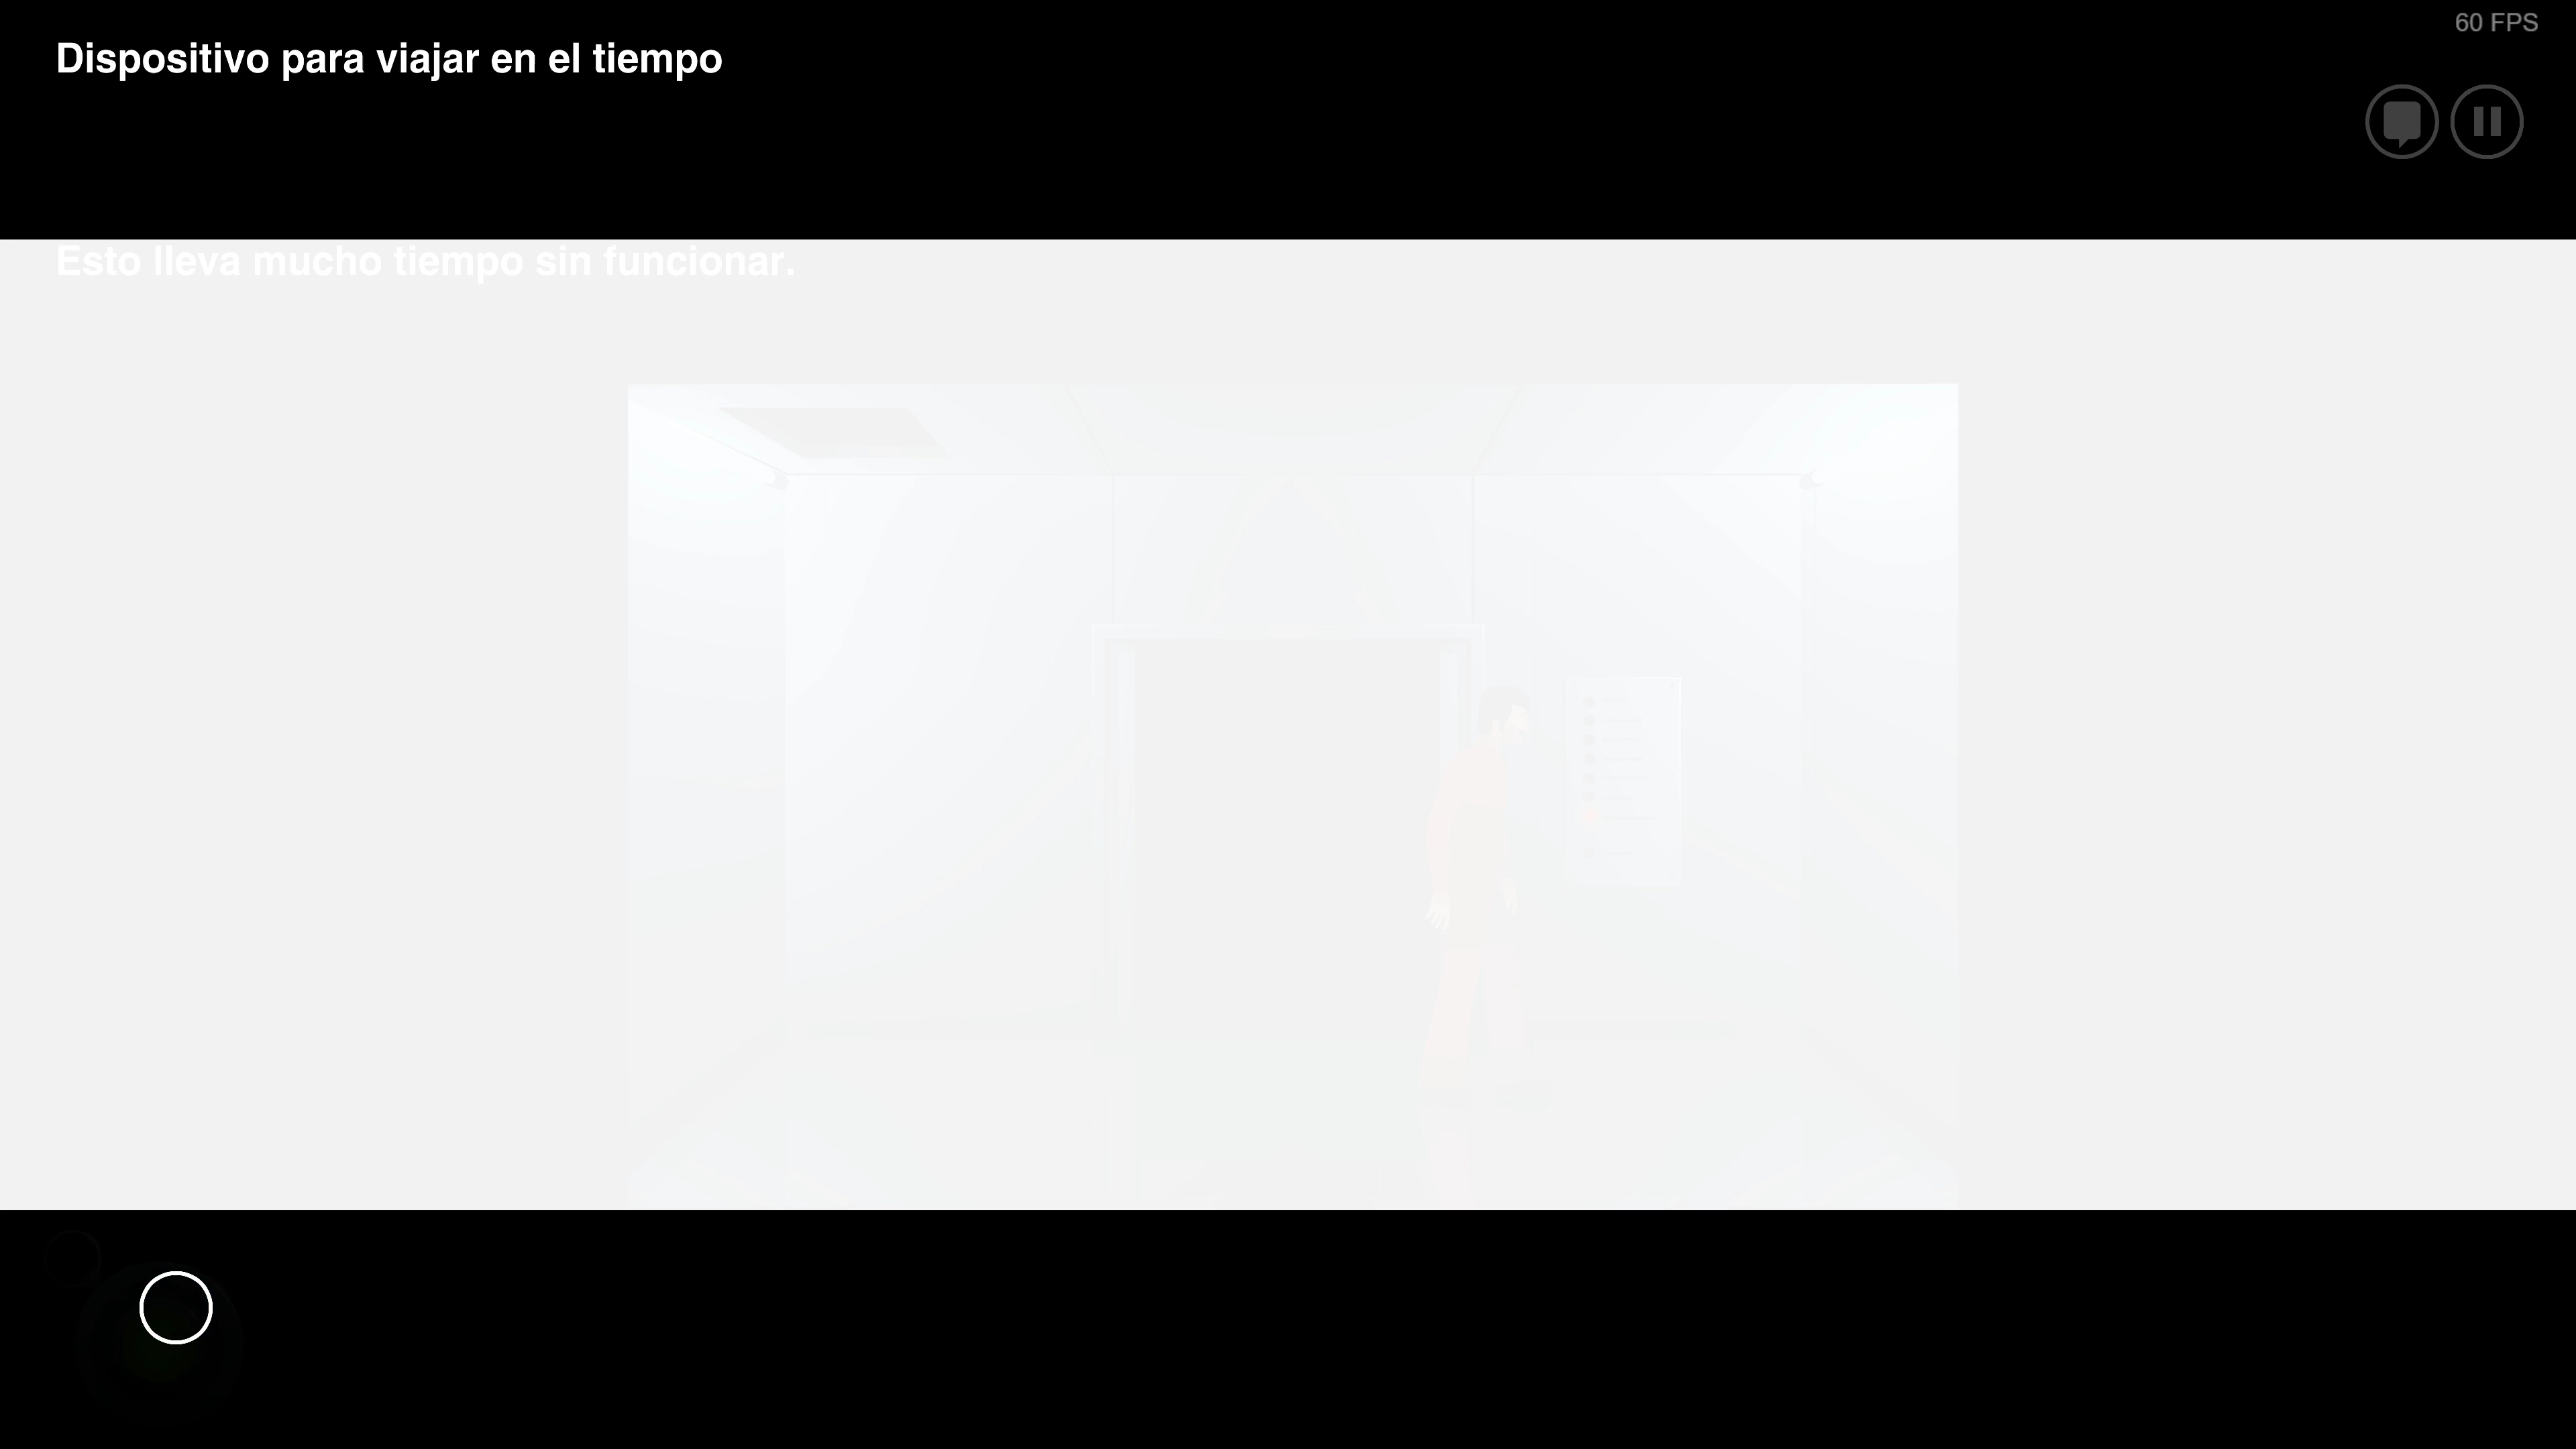 60 FPS
Dispositivo para viajar en el tiempo
Esto lleva mucho tiempo sin funcionar.